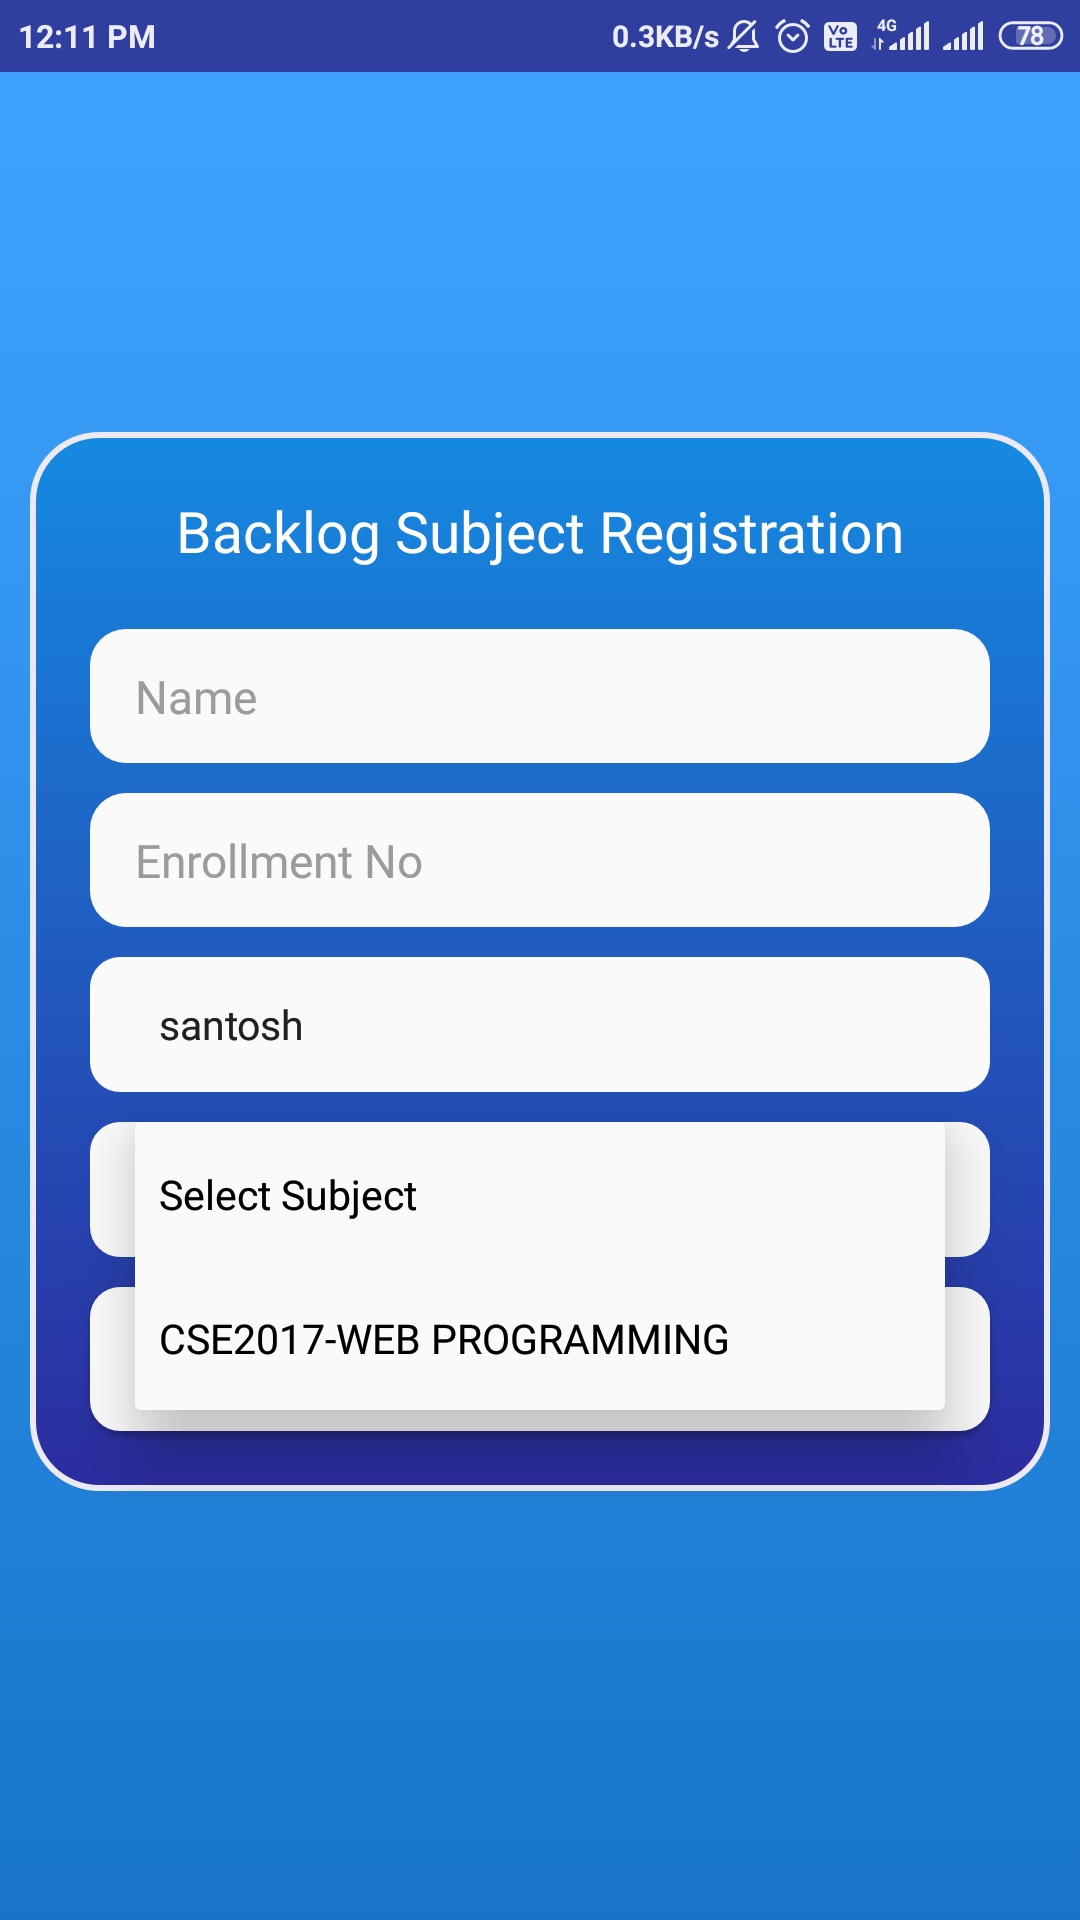 12:11 PM 0.3KB/s Vo LTE 4G 78
Backlog Subject Registration
Name
Enrollment No
santosh
Select Subject
CSE2017-WEB PROGRAMMING